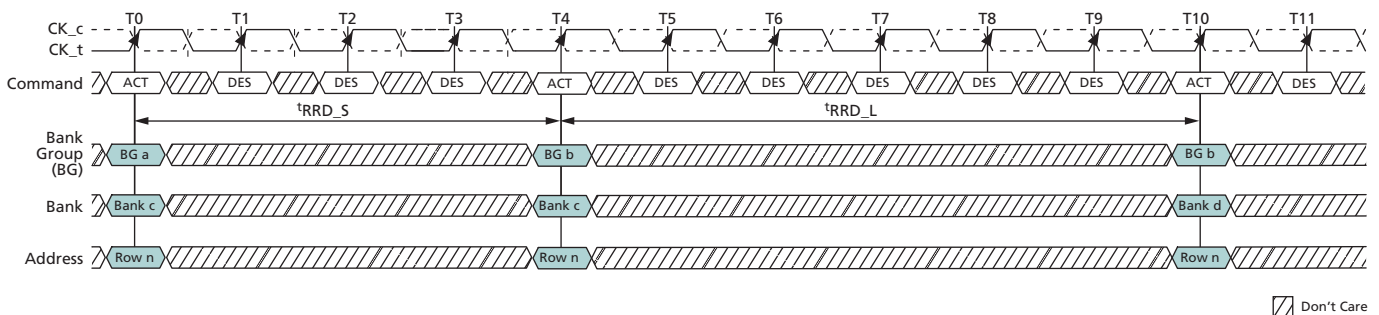 T0 T1 T2 T3 T4 T5 T6 T7 T8 T9 T10 T11
CK_c
CK_t
Command ACT DES DES DES ACT DES DES DES DES DES ACT DES
tRRD_S tRRD_L
Bank
Group
(BG)
BG a BG b BG b
Bank Bank c Bank c Bank d
Address Row n Row n Row n
Don't Care